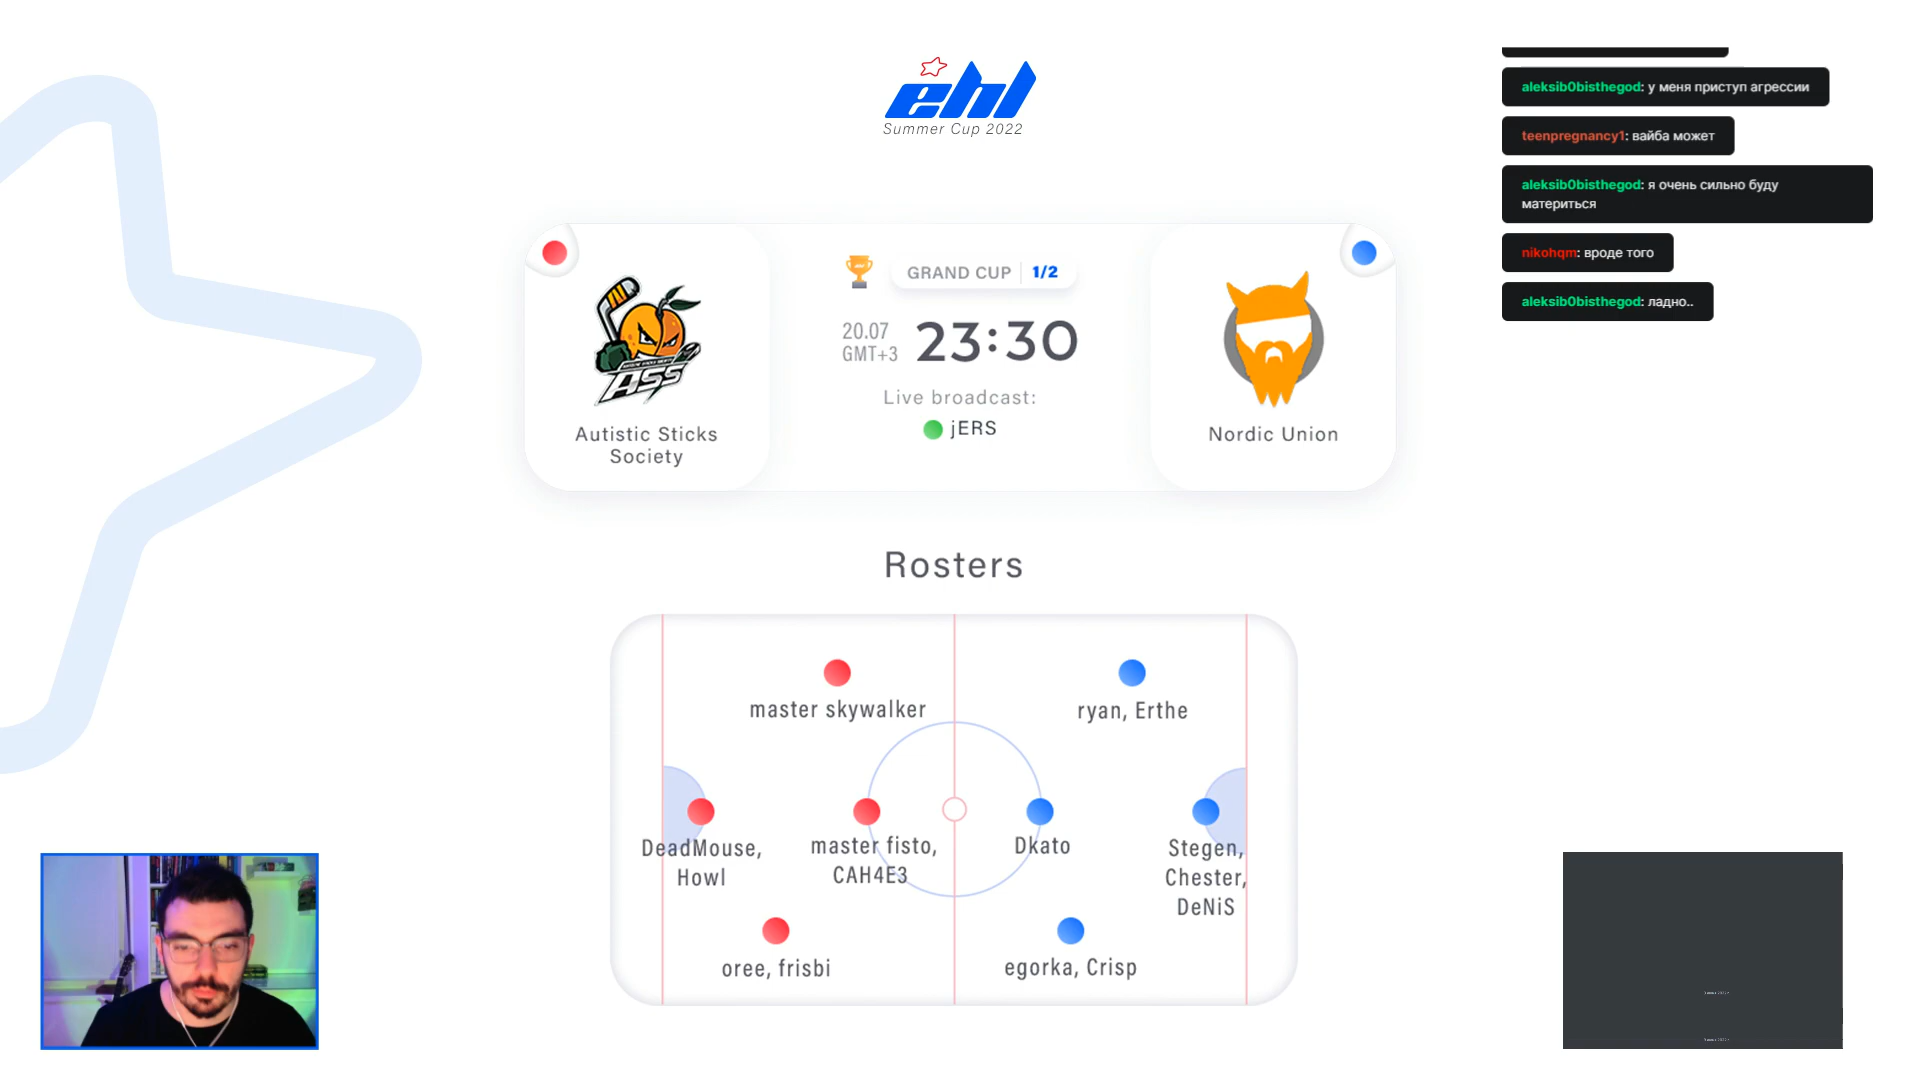 ehl
Summer Cup 2022
GRAND CUP 1/2
20.07
GMT+3
23:30
Live broadcast:
jERS
ASS
Autistic Sticks
Society
Nordic Union
Rosters
master skywalker
ryan, Erthe
DeadMouse,
Howl
master fisto,
CAH4E3
Dkato
Stegen,
Chester,
DeNiS
oree, frisbi
egorka, Crisp
aleksib0bisthegod: у меня приступ агрессии
teenpregnancy1: вайба может
aleksib0bisthegod: я очень сильно буду
материться
nikohqm: вроде того
aleksib0bisthegod: ладно..